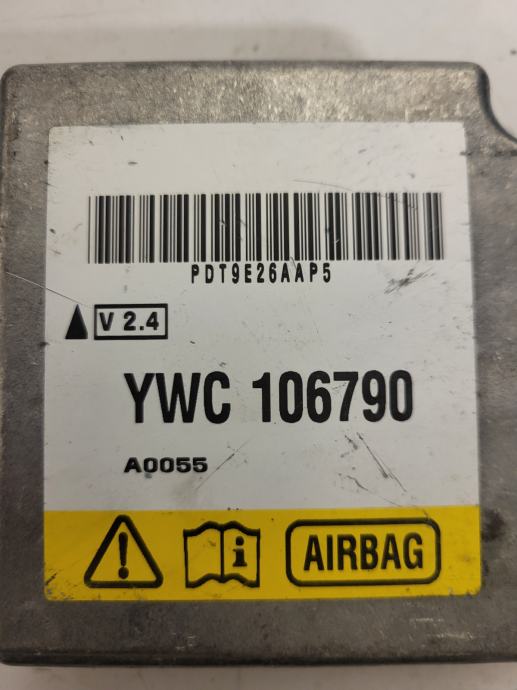 PDT9E26AAP5
V 2.4
YWC 106790
A0055
i AIRBAG